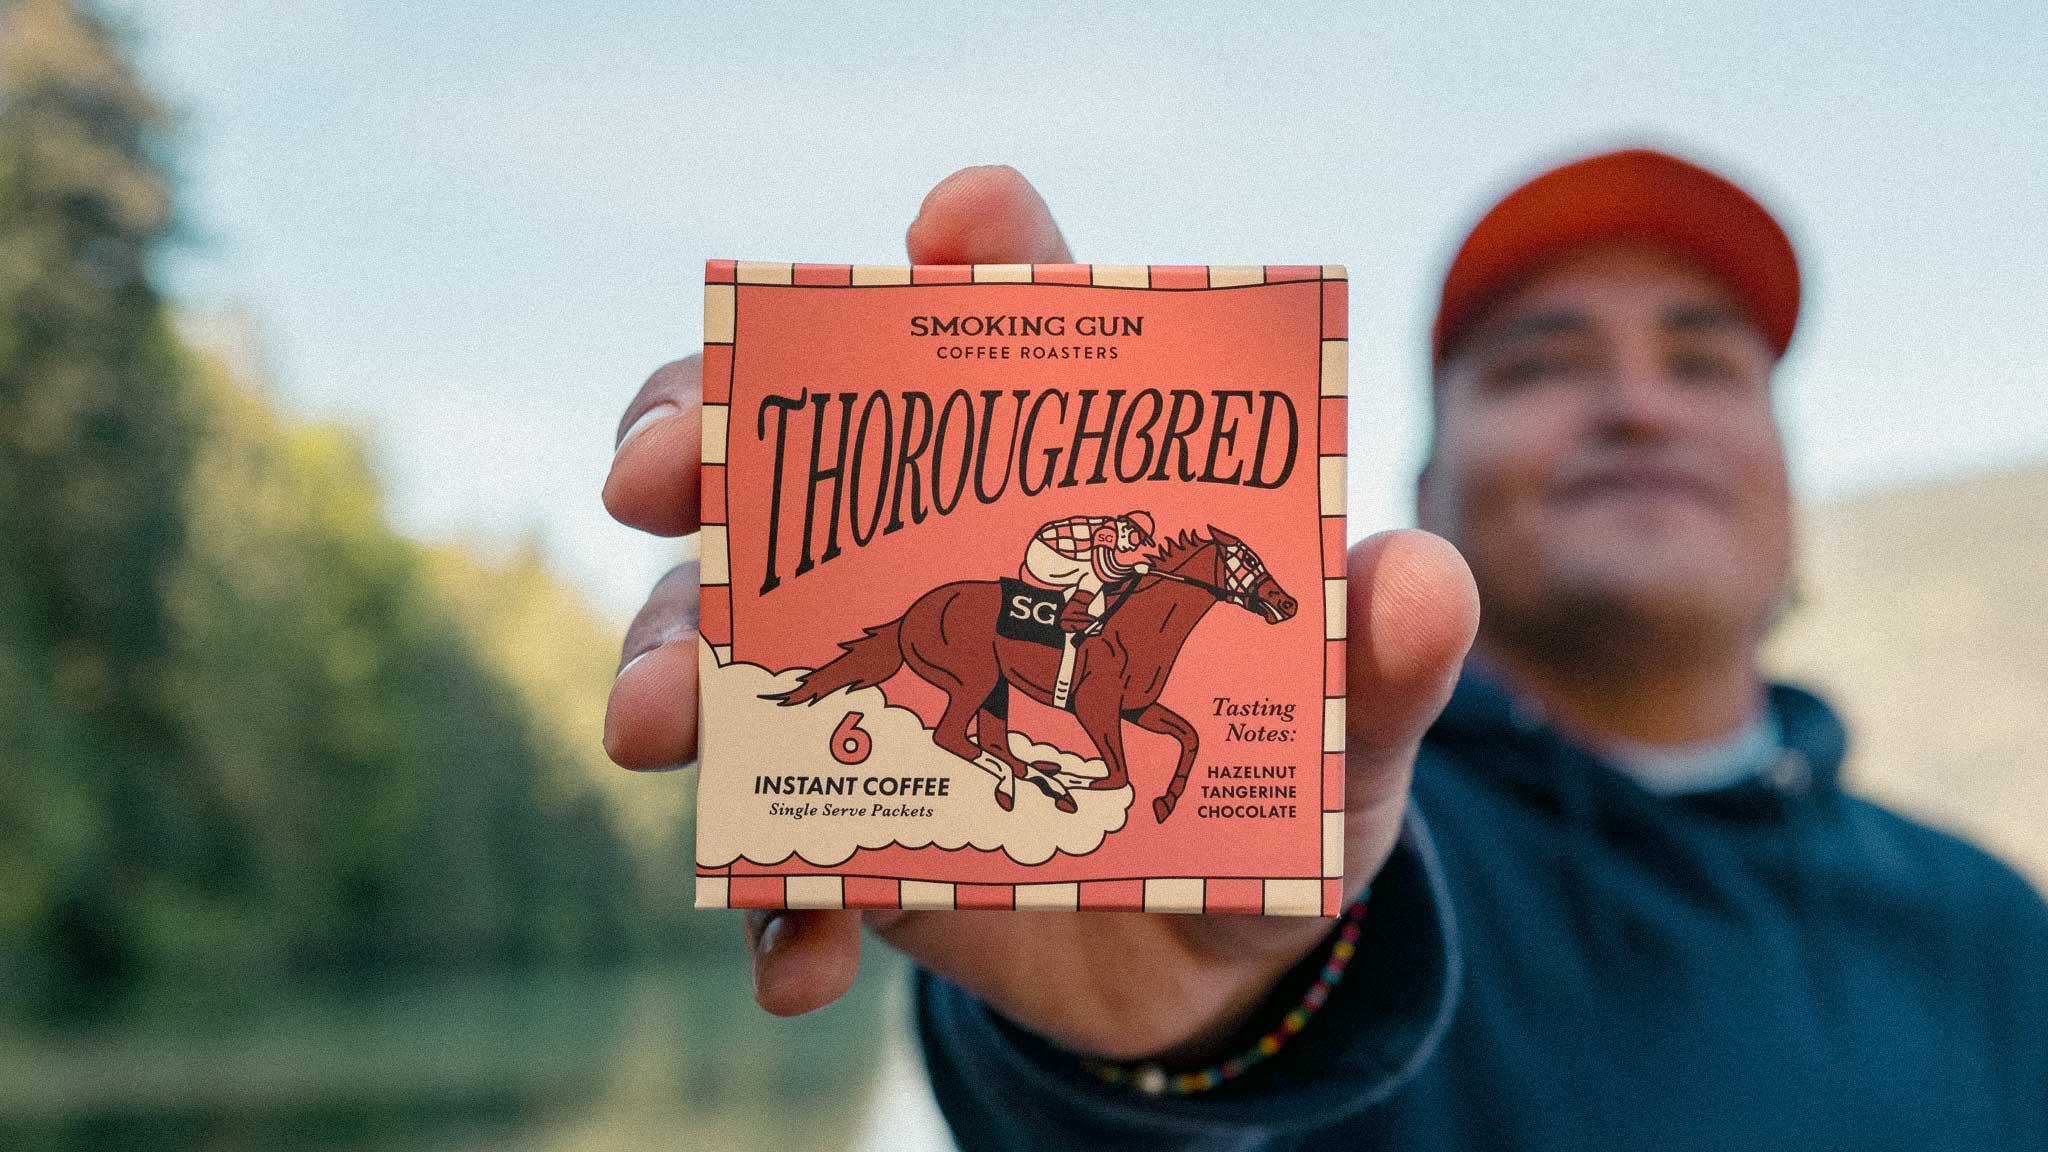 SMOKING GUN
COFFEE ROASTERS
THOROUGHBRED
SG
SG
6
INSTANT COFFEE
Single Serve Packets
Tasting
Notes:
HAZELNUT
TANGERINE
CHOCOLATE